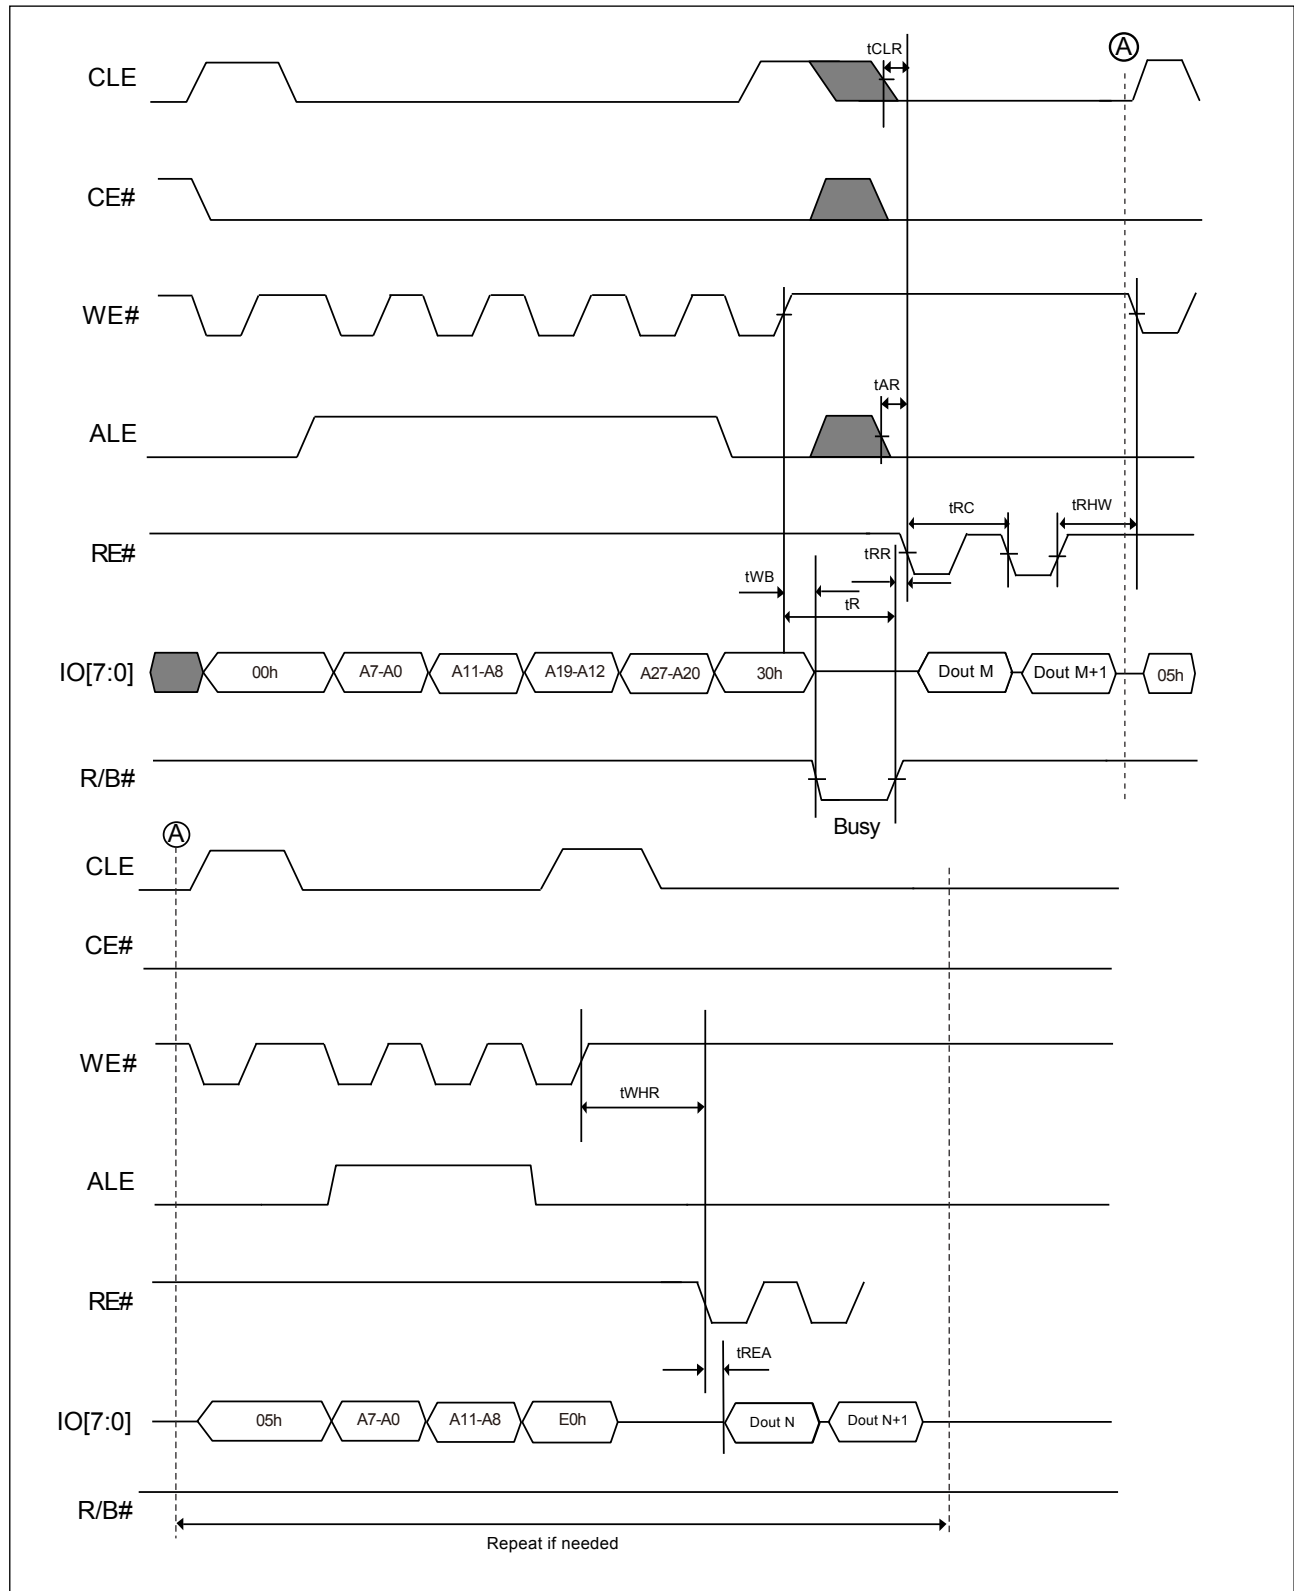 tCLR
A
CLE
CE#
WE#
tAR
ALE
tRC
tRHW
RE#
tRR
tWB
tR
IO[7:0] 00h A7-A0 A11-A8 A19-A12 A27-A20 30h Dout M Dout M+1 05h
R/B#
Busy
A
CLE
CE#
WE#
tWHR
ALE
RE#
tREA
IO[7:0] 05h A7-A0 A11-A8 E0h Dout N Dout N+1
R/B#
Repeat if needed